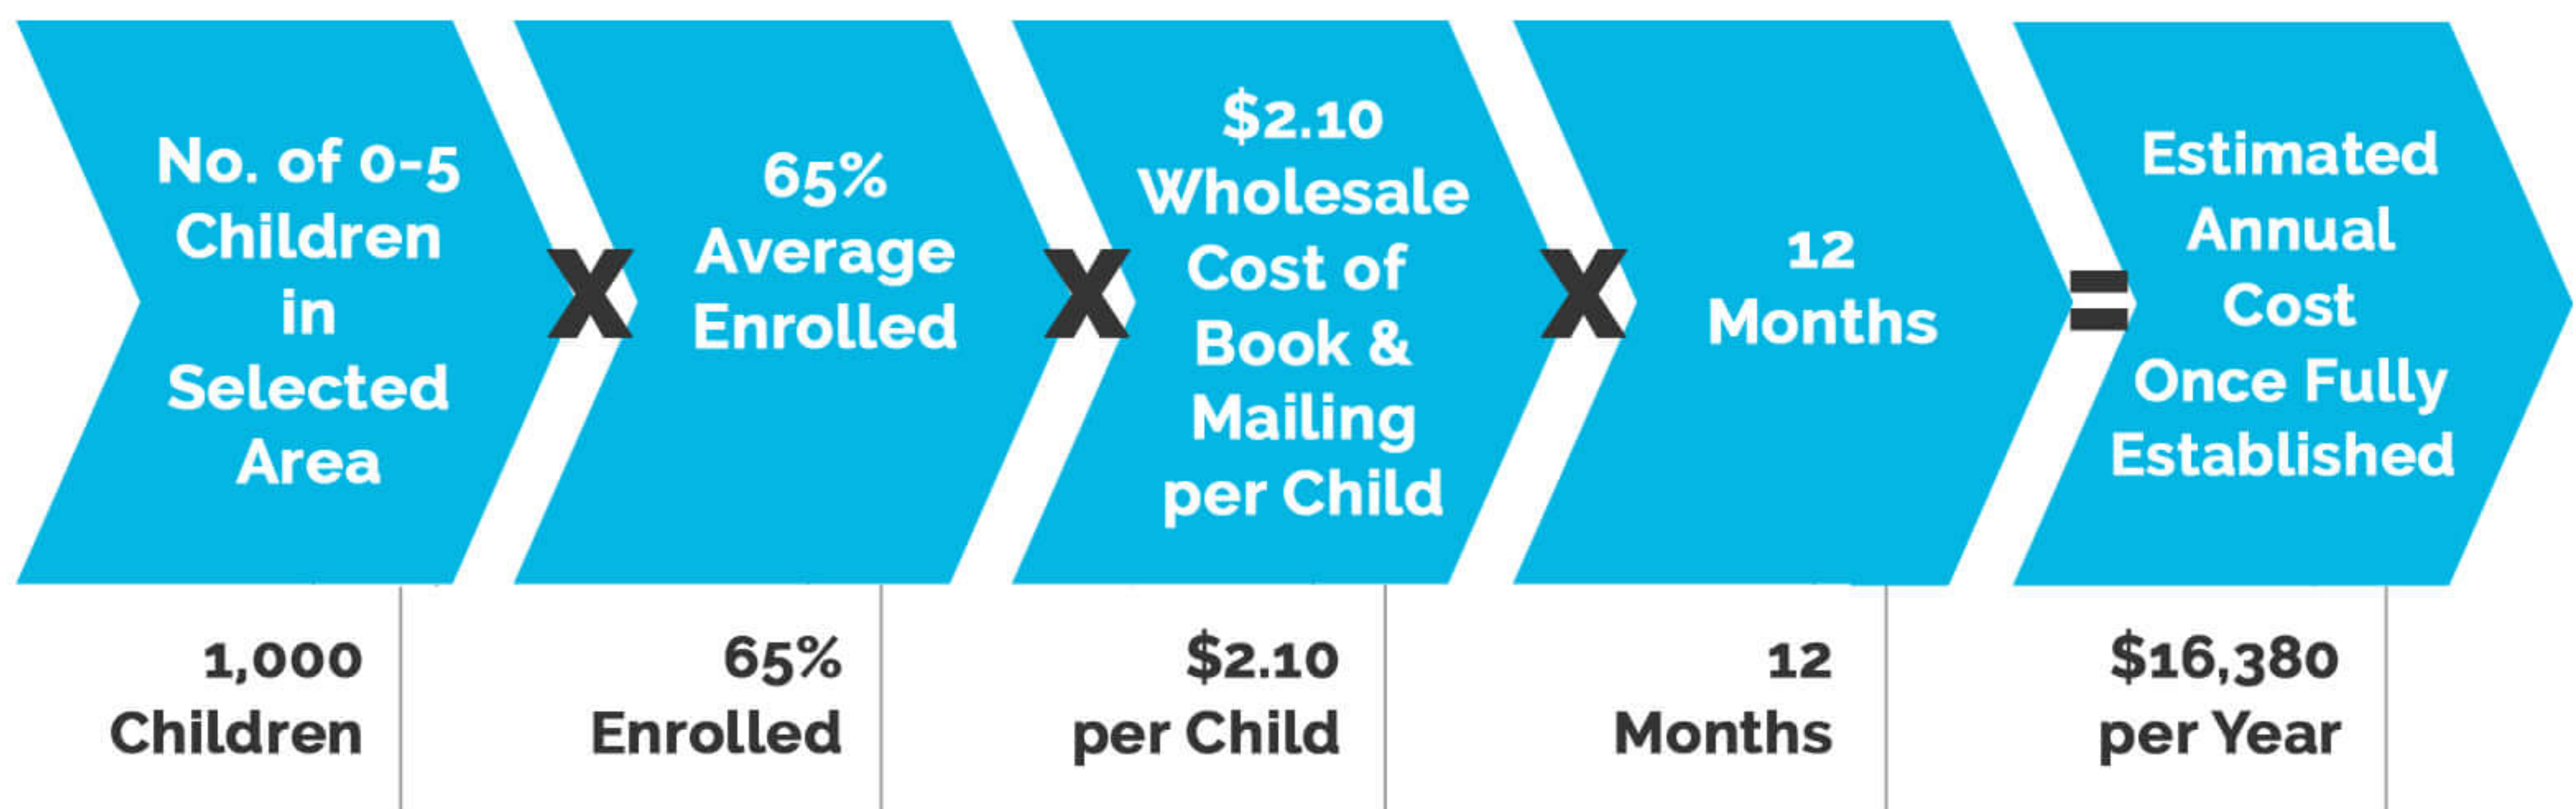 No. of 0-5
Children
in
Selected
Area
X
65%
Average
Enrolled
X
$2.10
Wholesale
Cost of
Book &
Mailing
per Child
X
12
Months
=
Estimated
Annual
Cost
Once Fully
Established
1,000
Children
65%
Enrolled
$2.10
per Child
12
Months
$16,380
per Year